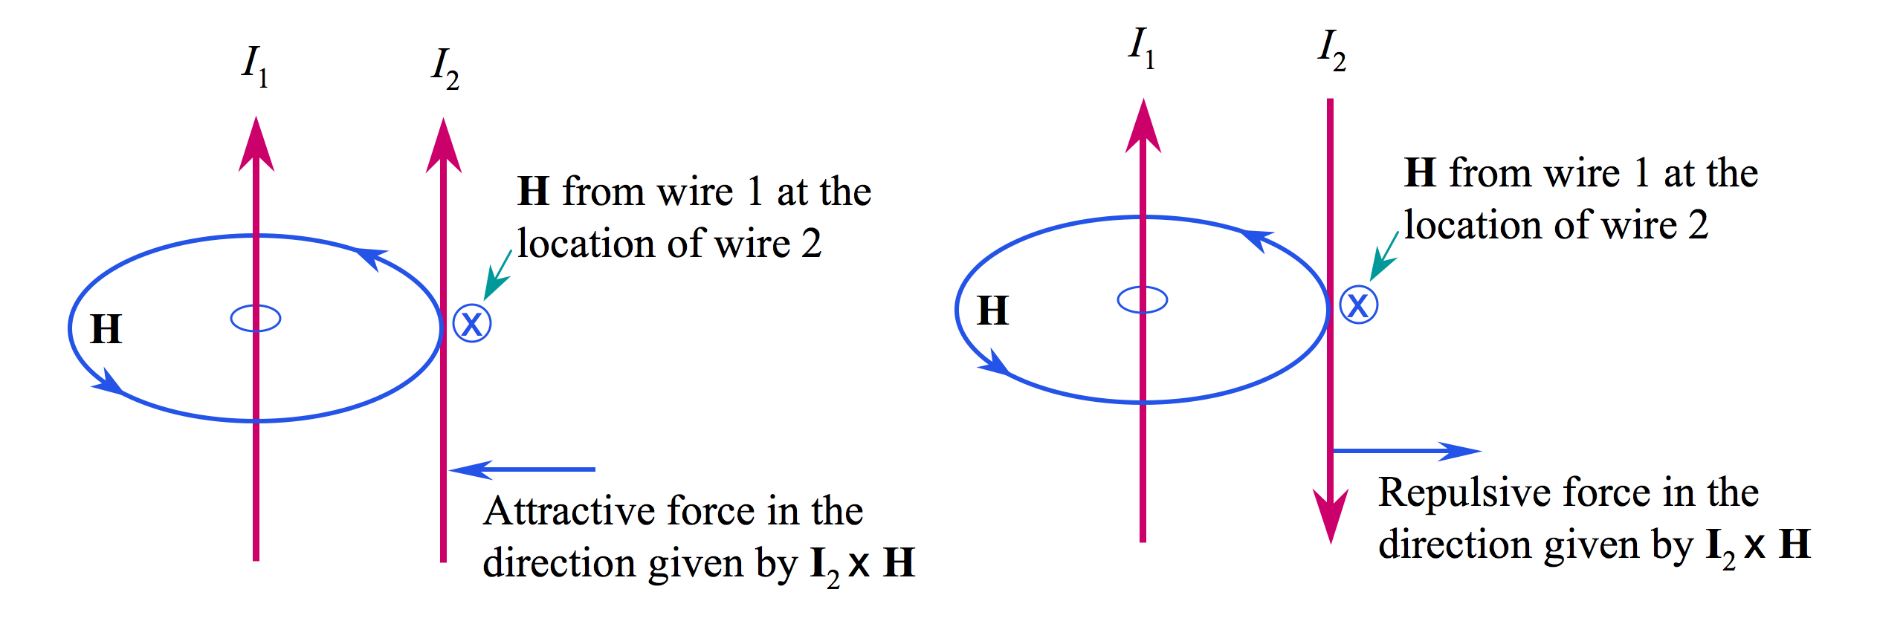 I₁
I₂
H from wire 1 at the
location of wire 2
H
x
Attractive force in the
direction given by I₂ x H
I₁
I₂
H from wire 1 at the
location of wire 2
H
x
Repulsive force in the
direction given by I₂ x H